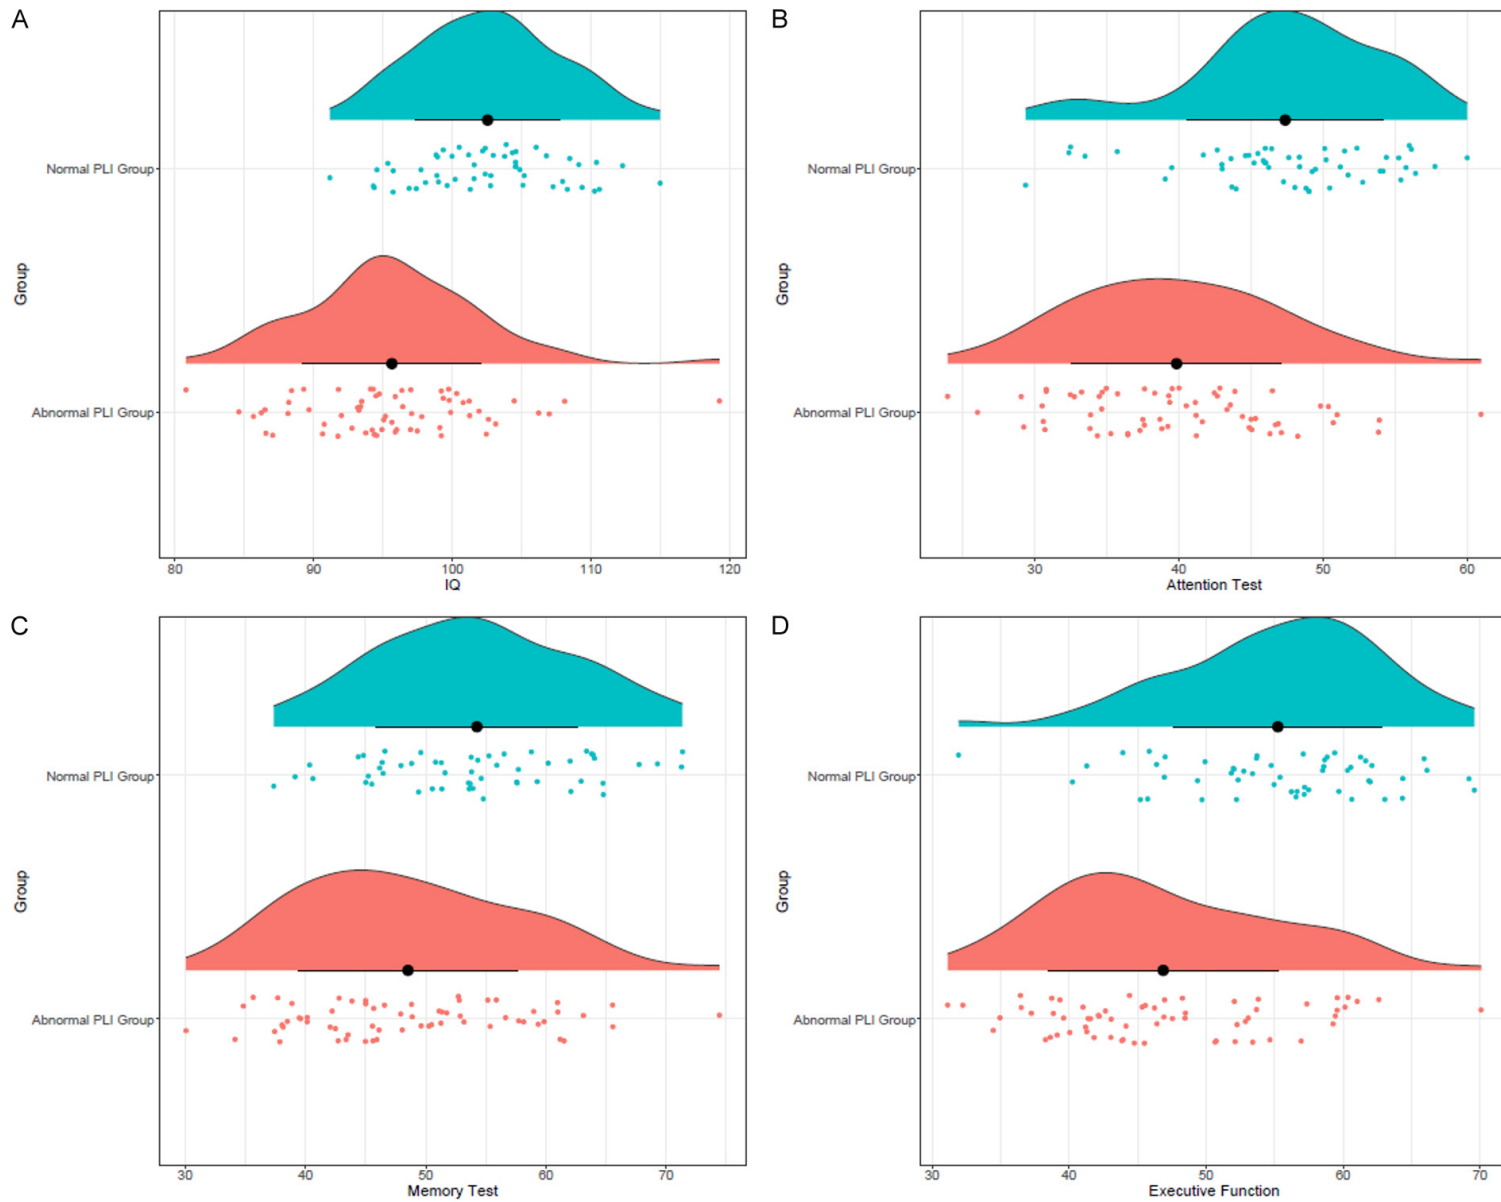 A
Group
Normal PLI Group
Abnormal PLI Group
80 90 100 110 120
IQ
B
Group
Normal PLI Group
Abnormal PLI Group
30 40 50 60
Attention Test
C
Group
Normal PLI Group
Abnormal PLI Group
30 40 50 60 70
Memory Test
D
Group
Normal PLI Group
Abnormal PLI Group
30 40 50 60 70
Executive Function